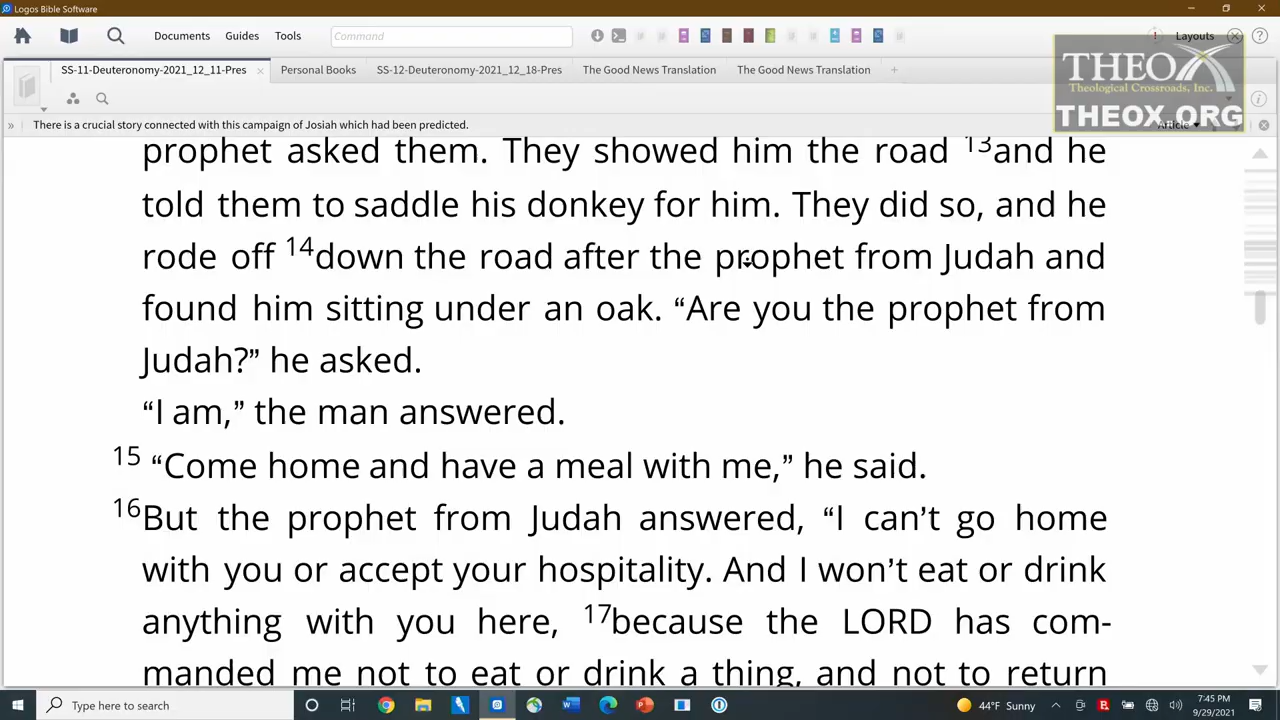 Logos Bible Software
Documents Guides Tools Command Layouts
SS-11-Deuteronomy-2021_12_11-Pres Personal Books SS-12-Deuteronomy-2021_12_18-Pres The Good News Translation The Good News Translation
THEOX
Theological Crossroads, Inc.
THEOX.ORG
There is a crucial story connected with this campaign of Josiah which had been predicted. Article
prophet asked them. They showed him the road 13and he
told them to saddle his donkey for him. They did so, and he
rode off 14down the road after the prophet from Judah and
found him sitting under an oak. “Are you the prophet from
Judah?” he asked.
“I am,” the man answered.
15 “Come home and have a meal with me,” he said.
16But the prophet from Judah answered, “I can’t go home
with you or accept your hospitality. And I won’t eat or drink
anything with you here, 17because the LORD has com-
manded me not to eat or drink a thing, and not to return
Type here to search 44°F Sunny 7:45 PM
9/29/2021